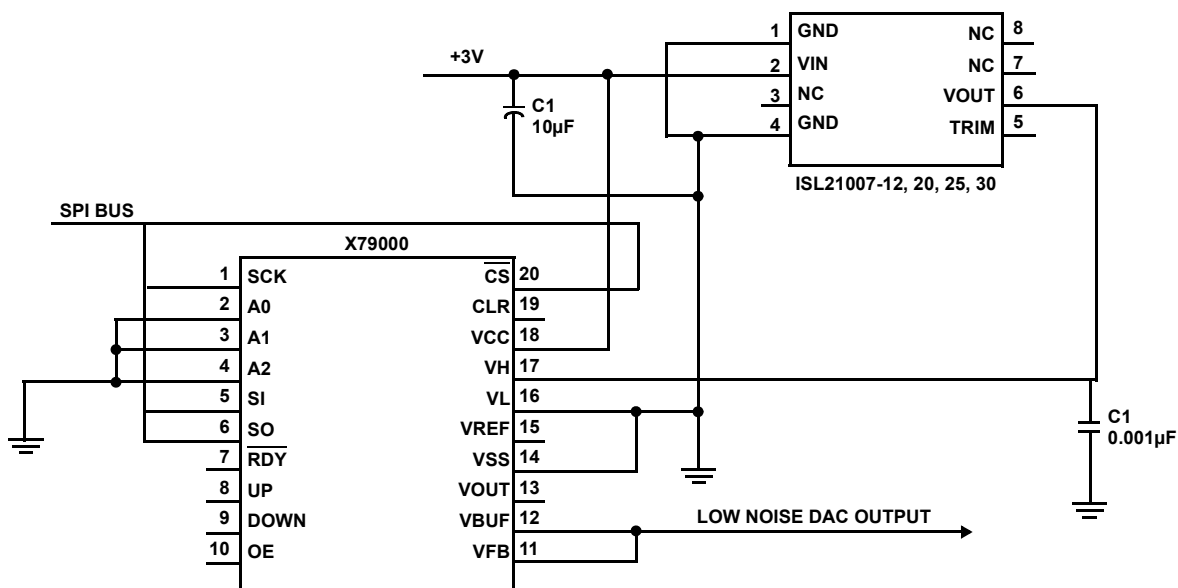 +3V
C1
10µF
1 GND NC 8
2 VIN NC 7
3 NC VOUT 6
4 GND TRIM 5
ISL21007-12, 20, 25, 30
SPI BUS
X79000
1 SCK CS 20
2 A0 CLR 19
3 A1 VCC 18
4 A2 VH 17
5 SI VL 16
6 SO VREF 15
7 RDY VSS 14
8 UP VOUT 13
9 DOWN VBUF 12
10 OE VFB 11
C1
0.001µF
LOW NOISE DAC OUTPUT